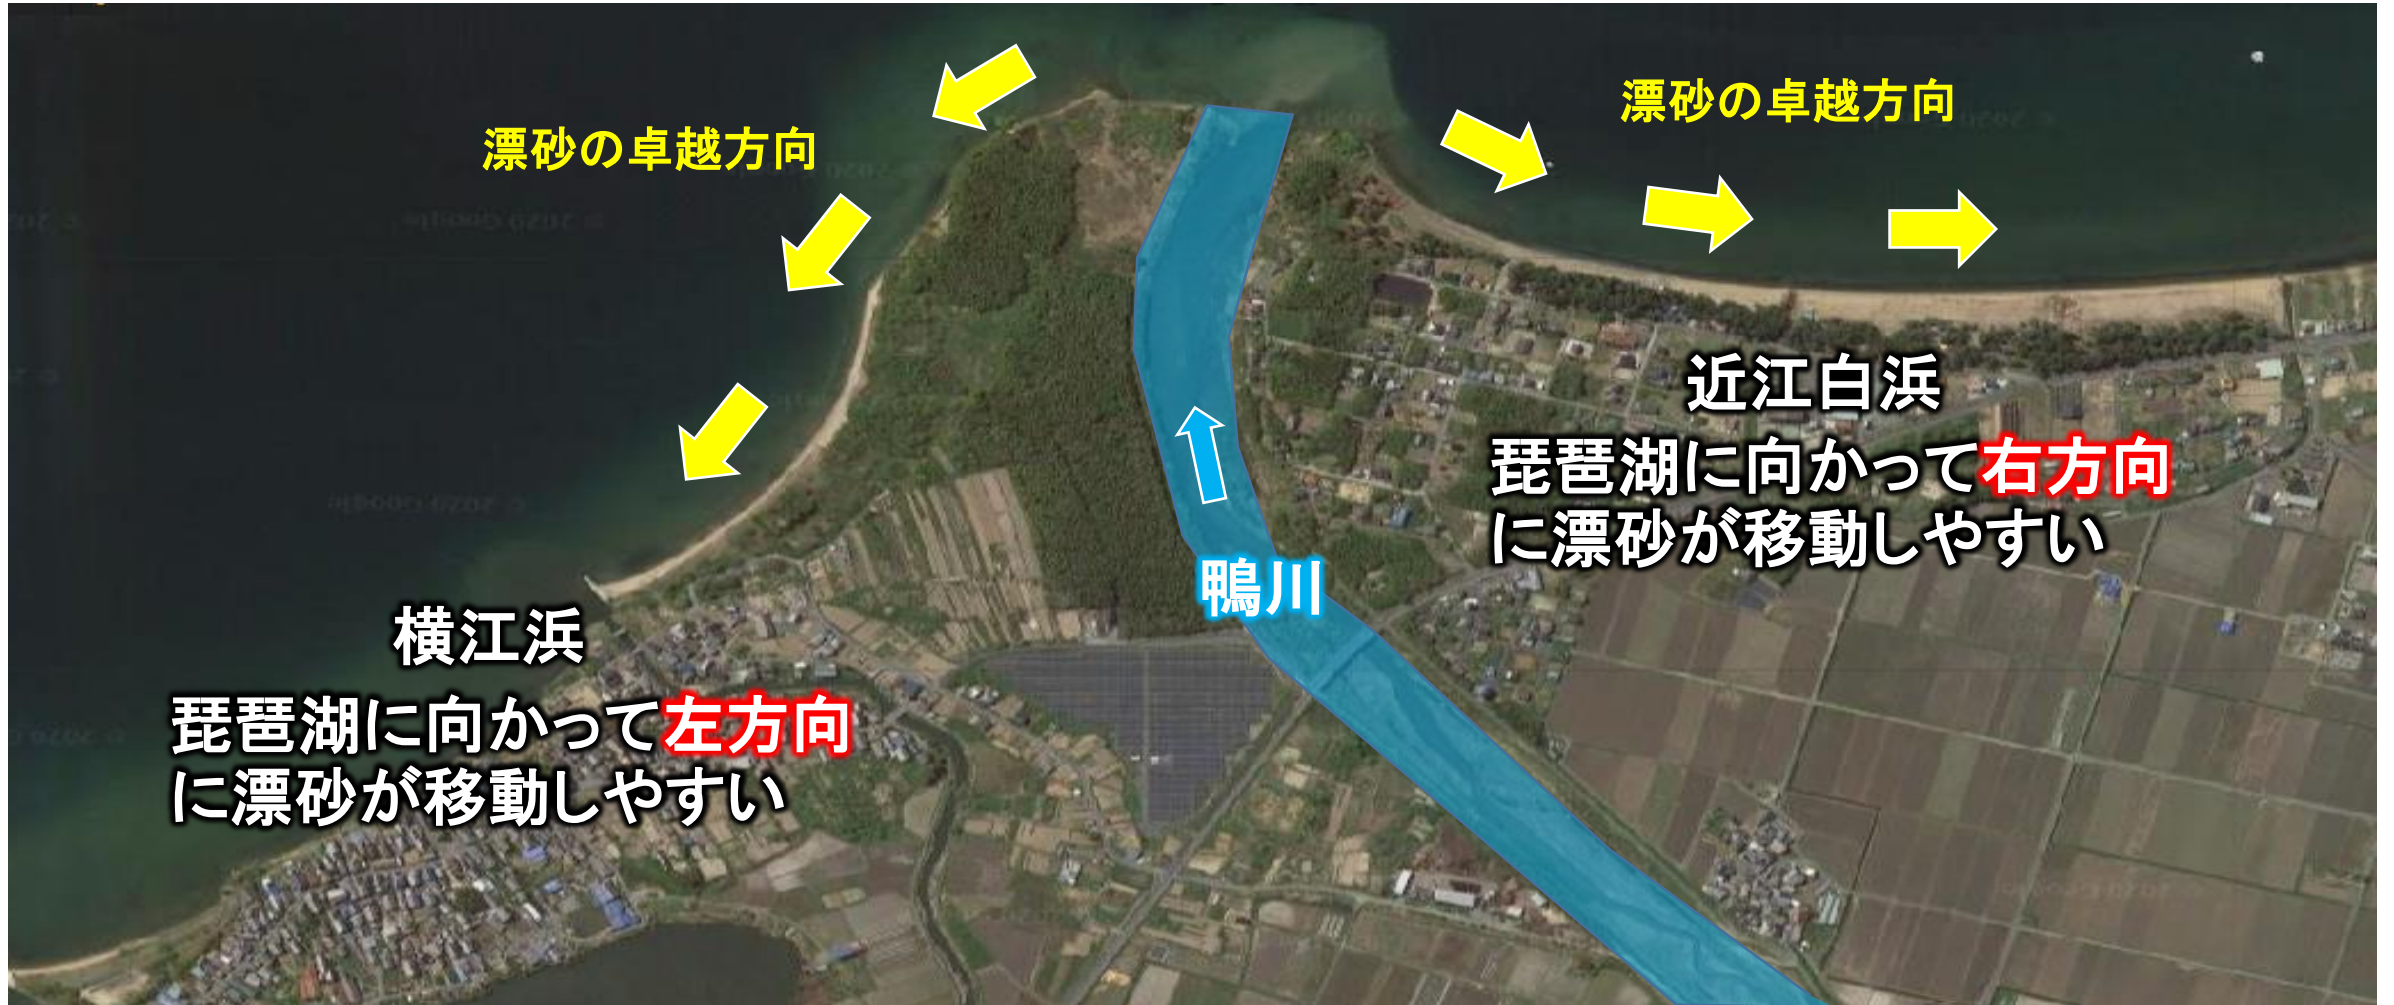 漂砂の卓越方向
漂砂の卓越方向
近江白浜
琵琶湖に向かって右方向
に漂砂が移動しやすい
鴨川
横江浜
琵琶湖に向かって左方向
に漂砂が移動しやすい